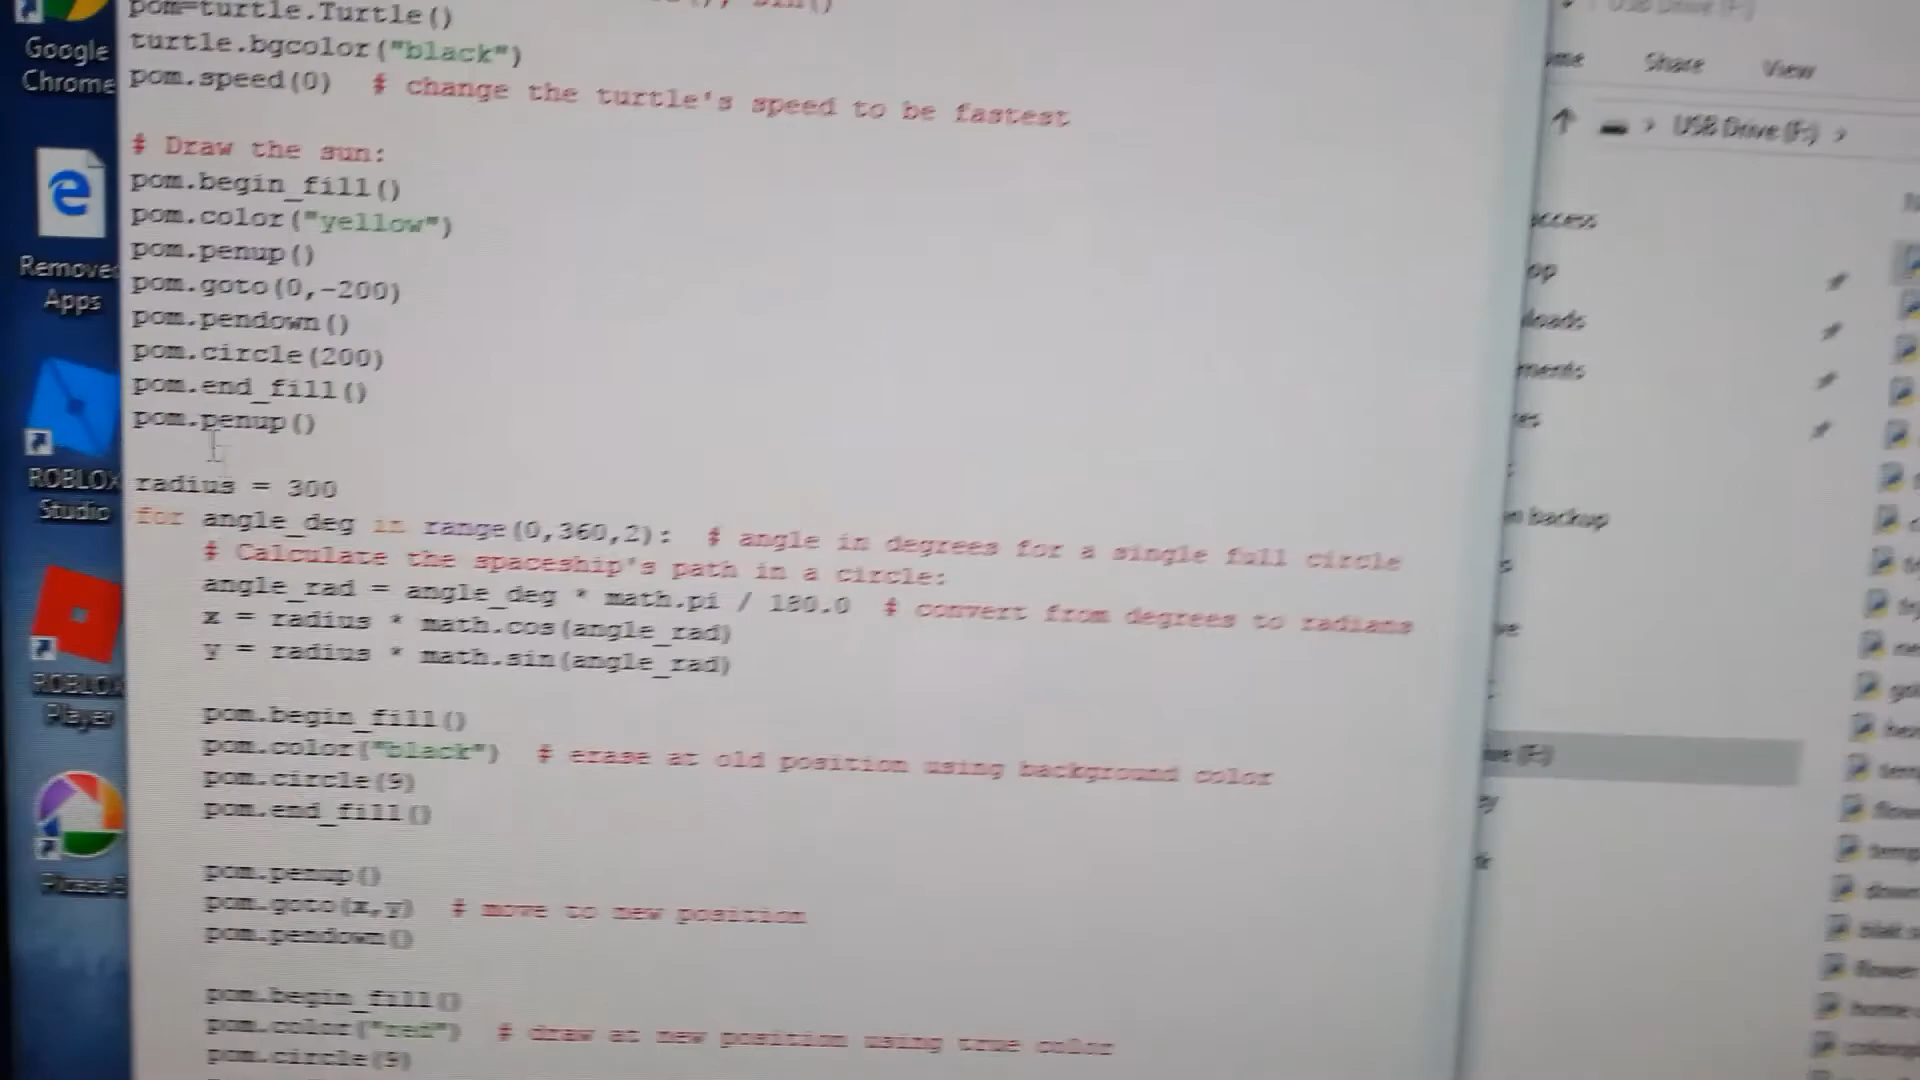 pom=turtle.Turtle()
turtle.bgcolor("black")
pom.speed(0)  # change the turtle's speed to be fastest
# Draw the sun:
pom.begin_fill()
pom.color("yellow")
pom.penup()
pom.goto(0,-200)
pom.pendown()
pom.circle(200)
pom.end_fill()
pom.penup()
radius = 300
for angle_deg in range(0,360,2):  # angle in degrees for a single full circle
# Calculate the spaceship's path in a circle:
angle_rad = angle_deg * math.pi / 180.0  # convert from degrees to radians
x = radius * math.cos(angle_rad)
y = radius * math.sin(angle_rad)
pom.begin_fill()
pom.color("black")  # erase at old position using background color
pom.circle(9)
pom.end_fill()
pom.penup()
pom.goto(x,y)  # move to new position
pom.pendown()
pom.begin_fill()
pom.color("red")  # draw at new position using true color
pom.circle(9)
Google
Chrome
Removed
Apps
ROBLOX
Studio
ROBLOX
Player
USB Drive (F:)
Share
View
USB Drive (F:)
backup
(F:)